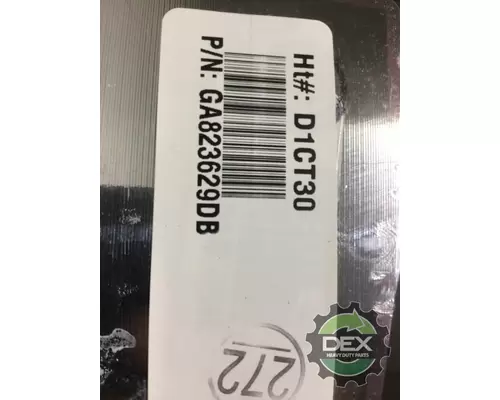 Ht#: D1CT30
P/N: GA823629DB
272
DEX
HEAVY DUTY PARTS